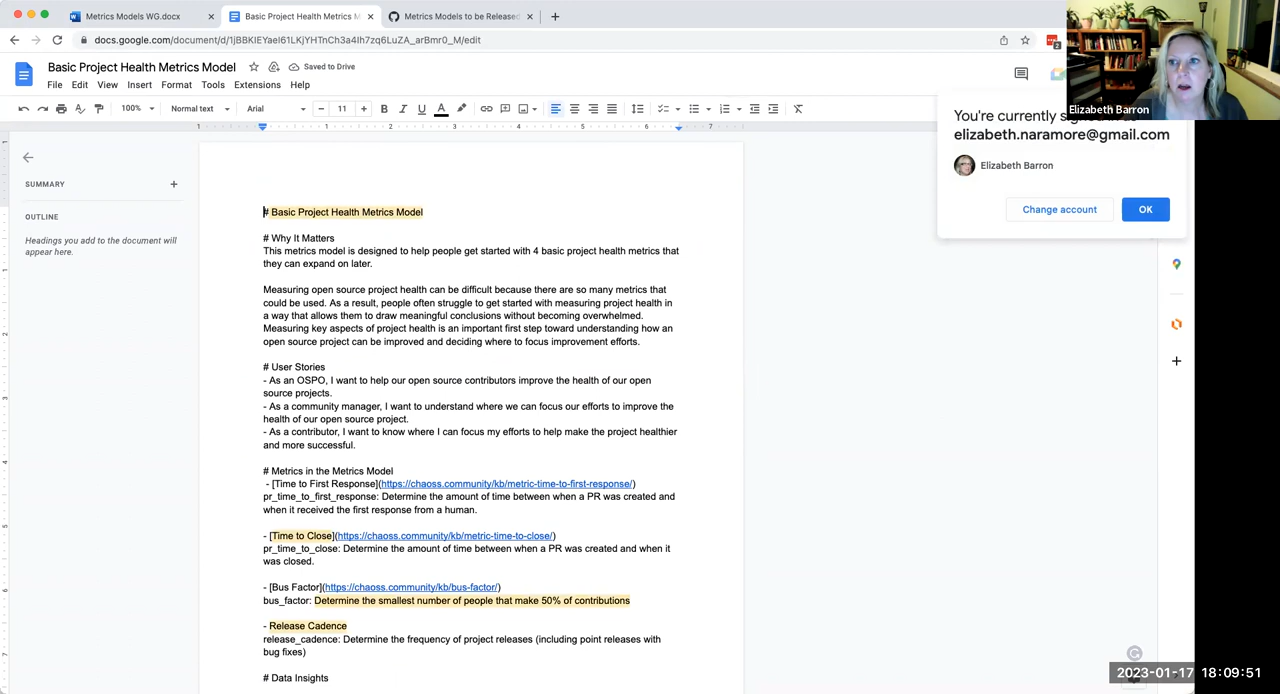 Metrics Models WG.docx
Basic Project Health Metrics M
Metrics Models to be Released
docs.google.com/document/d/1jBBKIEYaeI61LKjYHTnCh3a4Ih7zq6LuZA_arbmr0_M/edit
2
Basic Project Health Metrics Model
Saved to Drive
File Edit View Insert Format Tools Extensions Help
100% Normal text Arial 11
Elizabeth Barron
You're currently signed in as
elizabeth.naramore@gmail.com
Elizabeth Barron
Change account OK
SUMMARY
OUTLINE
Headings you add to the document will
appear here.
# Basic Project Health Metrics Model
# Why It Matters
This metrics model is designed to help people get started with 4 basic project health metrics that
they can expand on later.
Measuring open source project health can be difficult because there are so many metrics that
could be used. As a result, people often struggle to get started with measuring project health in
a way that allows them to draw meaningful conclusions without becoming overwhelmed.
Measuring key aspects of project health is an important first step toward understanding how an
open source project can be improved and deciding where to focus improvement efforts.
# User Stories
- As an OSPO, I want to help our open source contributors improve the health of our open
source projects.
- As a community manager, I want to understand where we can focus our efforts to improve the
health of our open source project.
- As a contributor, I want to know where I can focus my efforts to help make the project healthier
and more successful.
# Metrics in the Metrics Model
- [Time to First Response](https://chaoss.community/kb/metric-time-to-first-response/)
pr_time_to_first_response: Determine the amount of time between when a PR was created and
when it received the first response from a human.
- [Time to Close](https://chaoss.community/kb/metric-time-to-close/)
pr_time_to_close: Determine the amount of time between when a PR was created and when it
was closed.
- [Bus Factor](https://chaoss.community/kb/bus-factor/)
bus_factor: Determine the smallest number of people that make 50% of contributions
- Release Cadence
release_cadence: Determine the frequency of project releases (including point releases with
bug fixes)
# Data Insights
2023-01-17 18:09:51